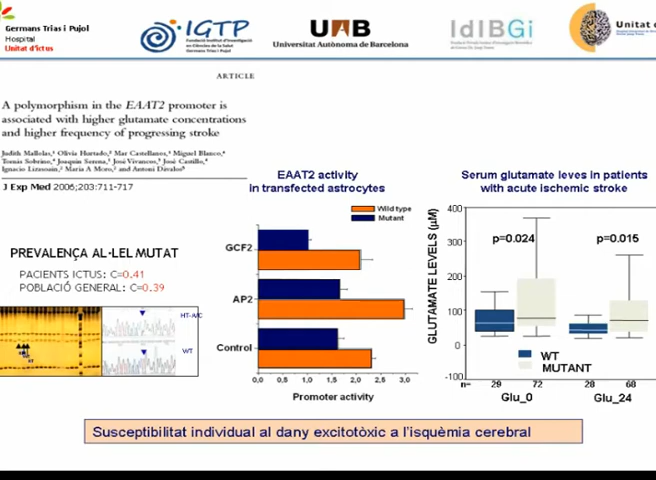 Germans Trias i Pujol
Hospital
Unitat d'ictus
IGTP
Fundació Institut d'Investigació
en Ciències de la Salut
Germans Trias i Pujol
UAB
Universitat Autònoma de Barcelona
IdIBGi
Unitat d
ARTICLE
A polymorphism in the EAAT2 promoter is
associated with higher glutamate concentrations
and higher frequency of progressing stroke
Judith Mallolas,¹ Olivia Hurtado,² Mar Castellanos,³ Miguel Blanco,⁴
Tomás Sobrino,⁴ Joaquín Serena,³ José Vivancos,⁵ José Castillo,⁴
Ignacio Lizasoain,² María A Moro,² and Antoni Dávalos⁶
J Exp Med 2006;203:711-717
PREVALENÇA AL·LEL MUTAT
PACIENTS ICTUS: C=0.41
POBLACIÓ GENERAL: C=0.39
HT-A/C
WT
EAAT2 activity
in transfected astrocytes
Wild type
Mutant
GCF2
AP2
Control
0,0 0,5 1,0 1,5 2,0 2,5 3,0
Promoter activity
Serum glutamate leves in patients
with acute ischemic stroke
GLUTAMATE LEVELS (µM)
400
300
200
100
0
-100
p=0.024
p=0.015
WT
MUTANT
n= 29 72 28 68
Glu_0 Glu_24
Susceptibilitat individual al dany excitotòxic a l'isquèmia cerebral